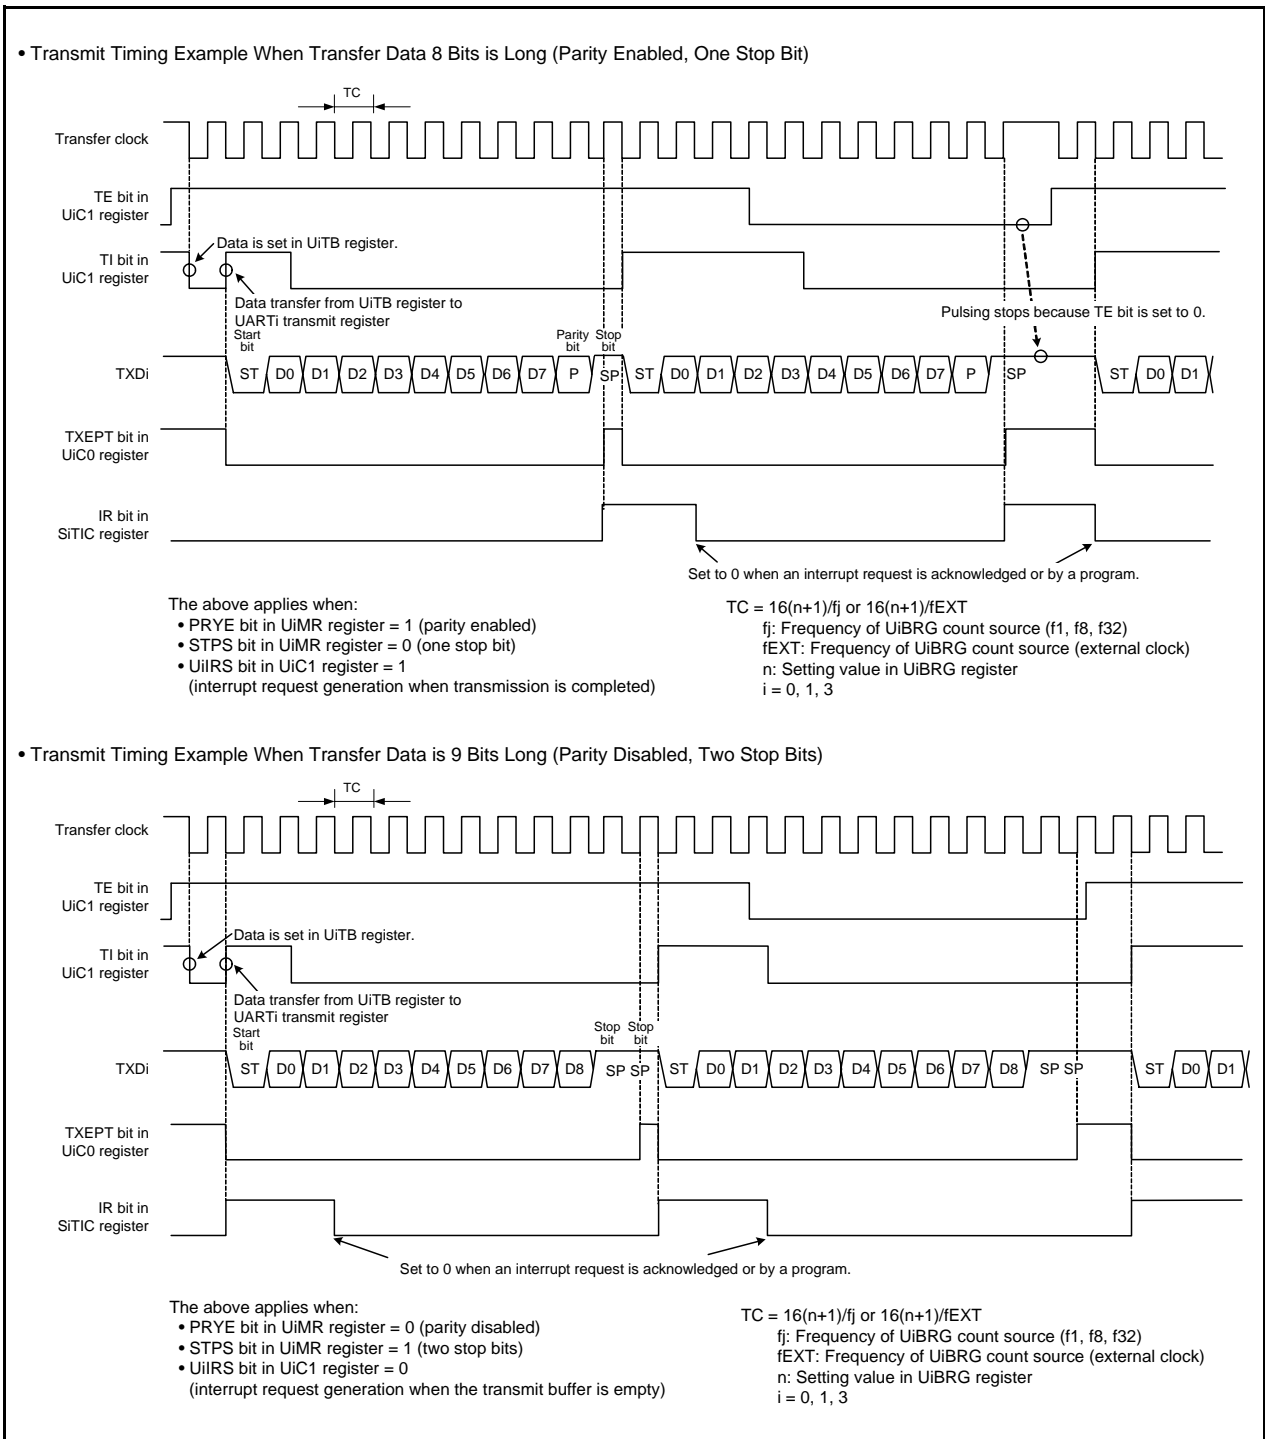 • Transmit Timing Example When Transfer Data 8 Bits is Long (Parity Enabled, One Stop Bit)
TC
Transfer clock
TE bit in
UiC1 register
Data is set in UiTB register.
TI bit in
UiC1 register
Data transfer from UiTB register to
UARTi transmit register
Pulsing stops because TE bit is set to 0.
Start
bit
Parity
bit
Stop
bit
TXDi
ST D0 D1 D2 D3 D4 D5 D6 D7 P SP ST D0 D1 D2 D3 D4 D5 D6 D7 P SP ST D0 D1
TXEPT bit in
UiC0 register
IR bit in
SiTIC register
Set to 0 when an interrupt request is acknowledged or by a program.
The above applies when:
• PRYE bit in UiMR register = 1 (parity enabled)
• STPS bit in UiMR register = 0 (one stop bit)
• UiIRS bit in UiC1 register = 1
(interrupt request generation when transmission is completed)
TC = 16(n+1)/fj or 16(n+1)/fEXT
fj: Frequency of UiBRG count source (f1, f8, f32)
fEXT: Frequency of UiBRG count source (external clock)
n: Setting value in UiBRG register
i = 0, 1, 3
• Transmit Timing Example When Transfer Data is 9 Bits Long (Parity Disabled, Two Stop Bits)
TC
Transfer clock
TE bit in
UiC1 register
Data is set in UiTB register.
TI bit in
UiC1 register
Data transfer from UiTB register to
UARTi transmit register
Start
bit
Stop
bit
Stop
bit
TXDi
ST D0 D1 D2 D3 D4 D5 D6 D7 D8 SP SP ST D0 D1 D2 D3 D4 D5 D6 D7 D8 SP SP ST D0 D1
TXEPT bit in
UiC0 register
IR bit in
SiTIC register
Set to 0 when an interrupt request is acknowledged or by a program.
The above applies when:
• PRYE bit in UiMR register = 0 (parity disabled)
• STPS bit in UiMR register = 1 (two stop bits)
• UiIRS bit in UiC1 register = 0
(interrupt request generation when the transmit buffer is empty)
TC = 16(n+1)/fj or 16(n+1)/fEXT
fj: Frequency of UiBRG count source (f1, f8, f32)
fEXT: Frequency of UiBRG count source (external clock)
n: Setting value in UiBRG register
i = 0, 1, 3